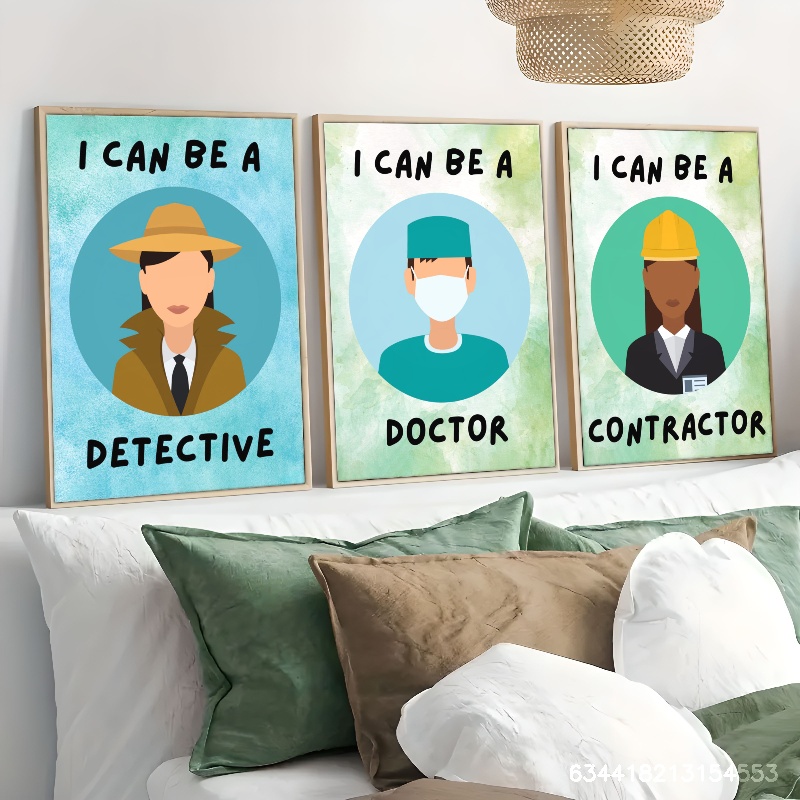 I CAN BE A
DETECTIVE
I CAN BE A
DOCTOR
I CAN BE A
CONTRACTOR
634418213154553